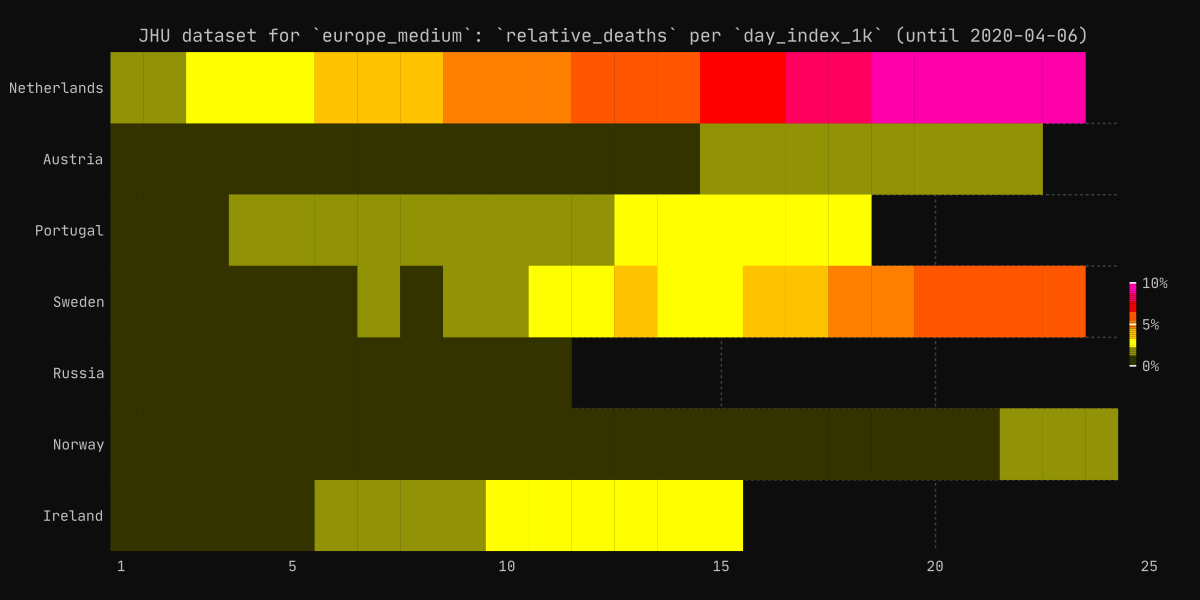 JHU dataset for `europe_medium`: `relative_deaths` per `day_index_1k` (until 2020-04-06)
Netherlands
Austria
Portugal
Sweden
Russia
Norway
Ireland
10%
5%
0%
1 5 10 15 20 25